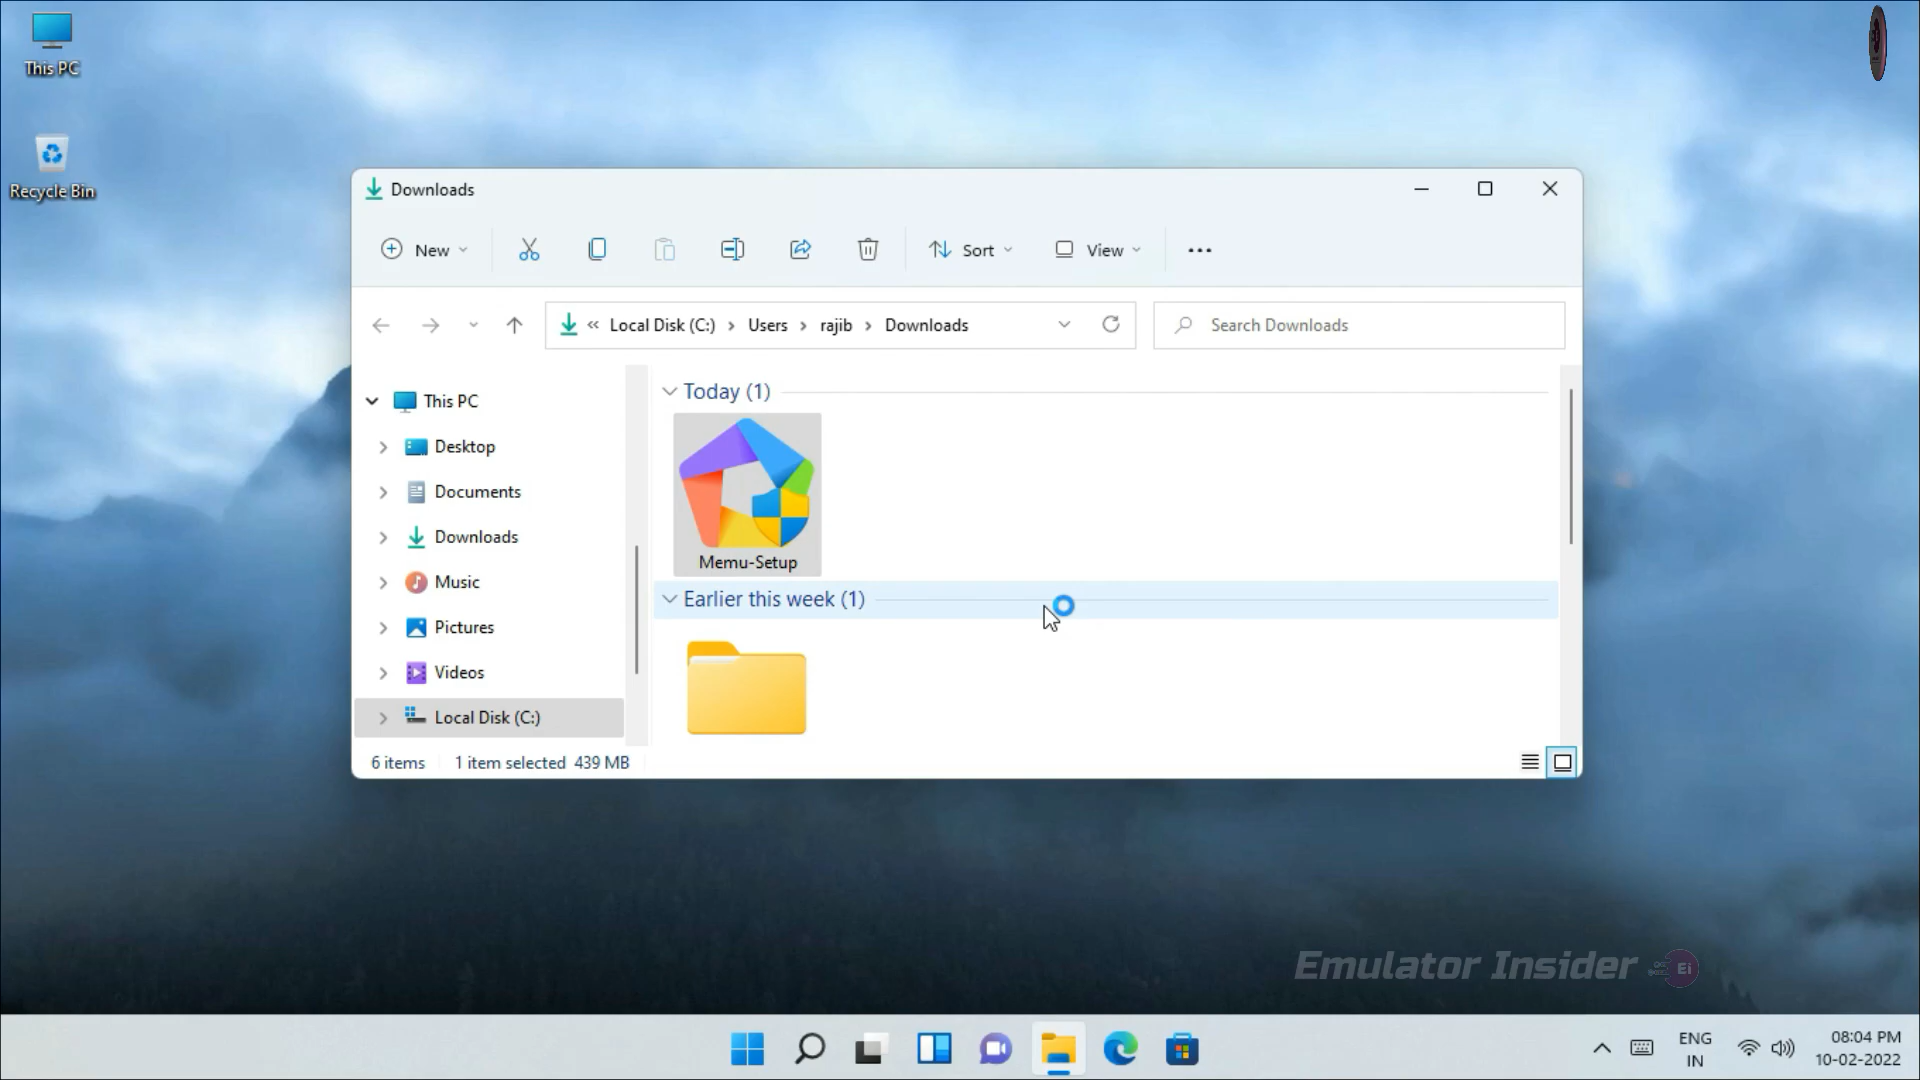 This PC
Recycle Bin
Downloads
New
Sort
View
Local Disk (C:)
Users
rajib
Downloads
Search Downloads
This PC
Desktop
Documents
Downloads
Music
Pictures
Videos
Local Disk (C:)
Today (1)
Memu-Setup
Earlier this week (1)
6 items
1 item selected 439 MB
Emulator Insider
Ei
ENG
IN
08:04 PM
10-02-2022